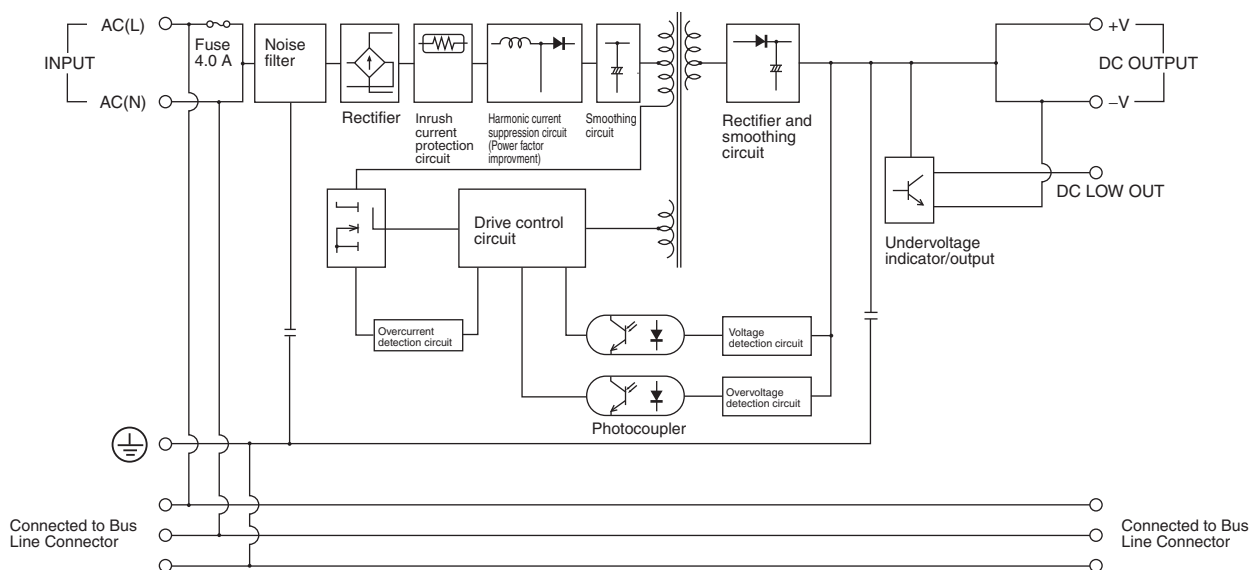 AC(L)
INPUT
AC(N)
Fuse
4.0 A
Noise
filter
Rectifier
Inrush
current
protection
circuit
Harmonic current
suppression circuit
(Power factor
improvment)
Smoothing
circuit
Rectifier and
smoothing
circuit
+V
DC OUTPUT
–V
DC LOW OUT
Undervoltage
indicator/output
Drive control
circuit
Overcurrent
detection circuit
Voltage
detection circuit
Overvoltage
detection circuit
Photocoupler
Connected to Bus
Line Connector
Connected to Bus
Line Connector